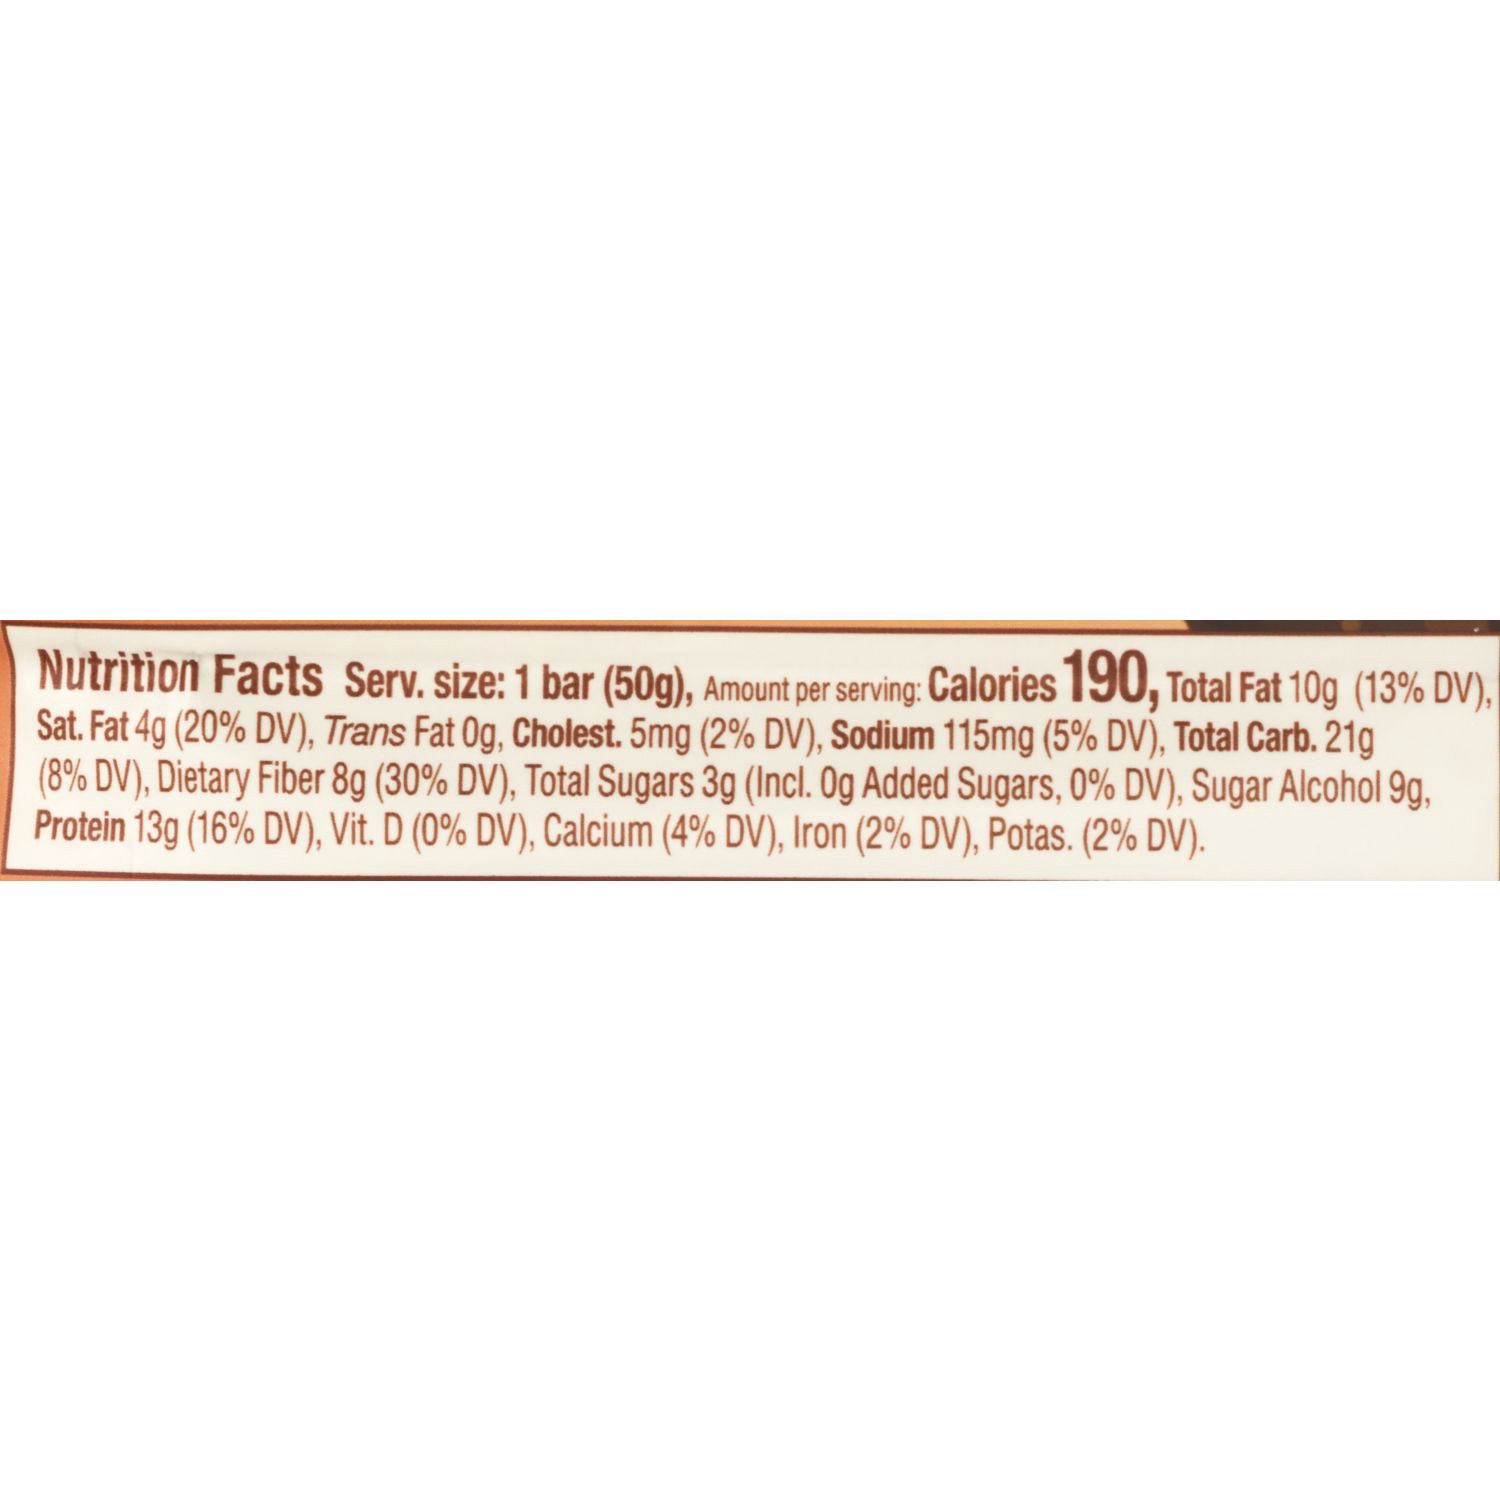 Nutrition Facts Serv. size: 1 bar (50g), Amount per serving: Calories 190, Total Fat 10g (13% DV),
Sat. Fat 4g (20% DV), Trans Fat 0g, Cholest. 5mg (2% DV), Sodium 115mg (5% DV), Total Carb. 21g
(8% DV), Dietary Fiber 8g (30% DV), Total Sugars 3g (Incl. 0g Added Sugars, 0% DV), Sugar Alcohol 9g,
Protein 13g (16% DV), Vit. D (0% DV), Calcium (4% DV), Iron (2% DV), Potas. (2% DV).